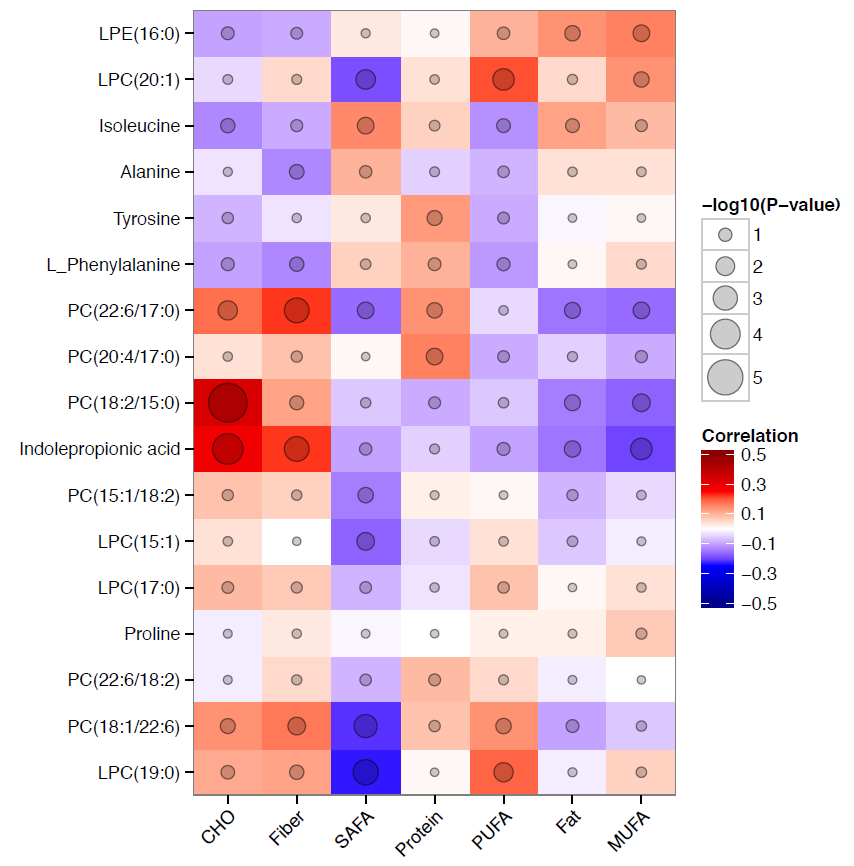 LPE(16:0)
LPC(20:1)
Isoleucine
Alanine
Tyrosine
L_Phenylalanine
PC(22:6/17:0)
PC(20:4/17:0)
PC(18:2/15:0)
Indolepropionic acid
PC(15:1/18:2)
LPC(15:1)
LPC(17:0)
Proline
PC(22:6/18:2)
PC(18:1/22:6)
LPC(19:0)
CHO
Fiber
SAFA
Protein
PUFA
Fat
MUFA
−log10(P−value)
1
2
3
4
5
Correlation
0.5
0.3
0.1
−0.1
−0.3
−0.5